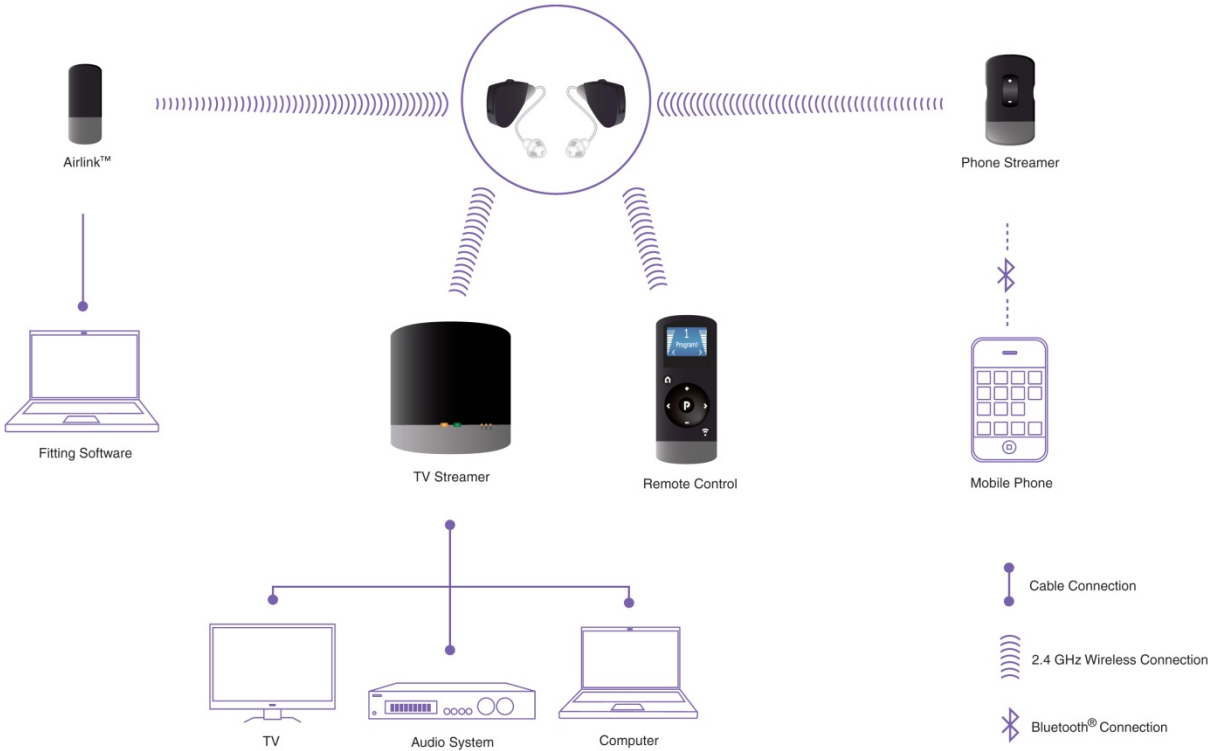 Airlink™
Phone Streamer
1
Program1
P
Fitting Software
TV Streamer
Remote Control
Mobile Phone
Cable Connection
2.4 GHz Wireless Connection
Bluetooth® Connection
TV
Audio System
Computer